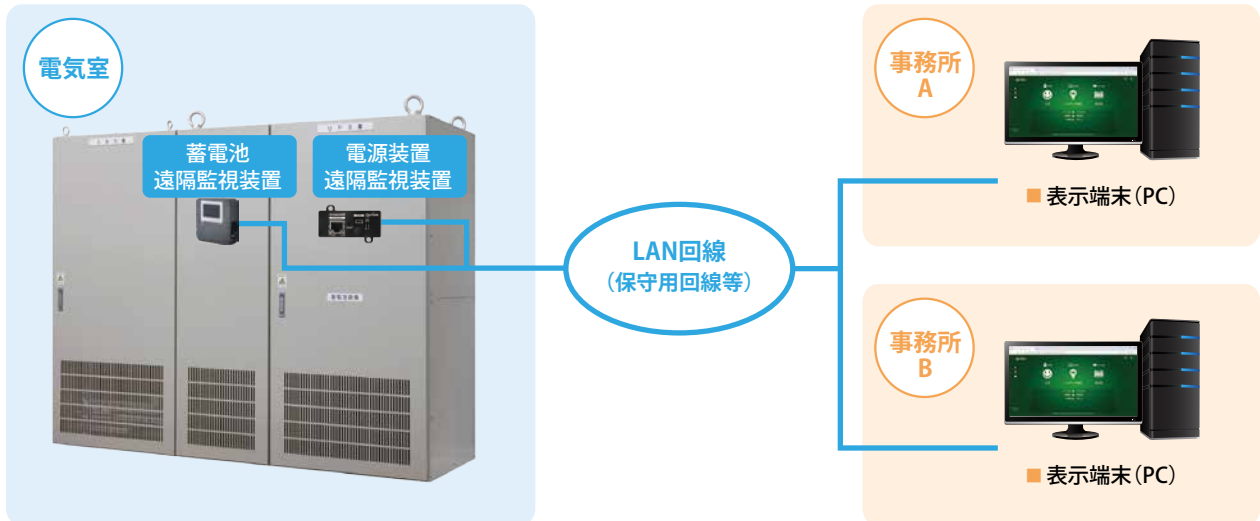 電気室
蓄電池
遠隔監視装置
電源装置
遠隔監視装置
LAN回線
（保守用回線等）
事務所
A
■ 表示端末（PC）
事務所
B
■ 表示端末（PC）